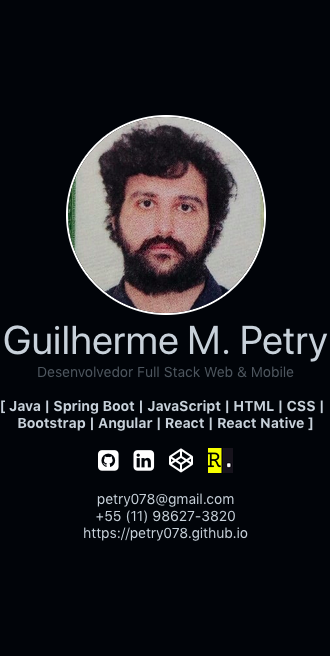 Guilherme M. Petry
Desenvolvedor Full Stack Web & Mobile
[ Java | Spring Boot | JavaScript | HTML | CSS |
Bootstrap | Angular | React | React Native ]
in R.
petry078@gmail.com
+55 (11) 98627-3820
https://petry078.github.io